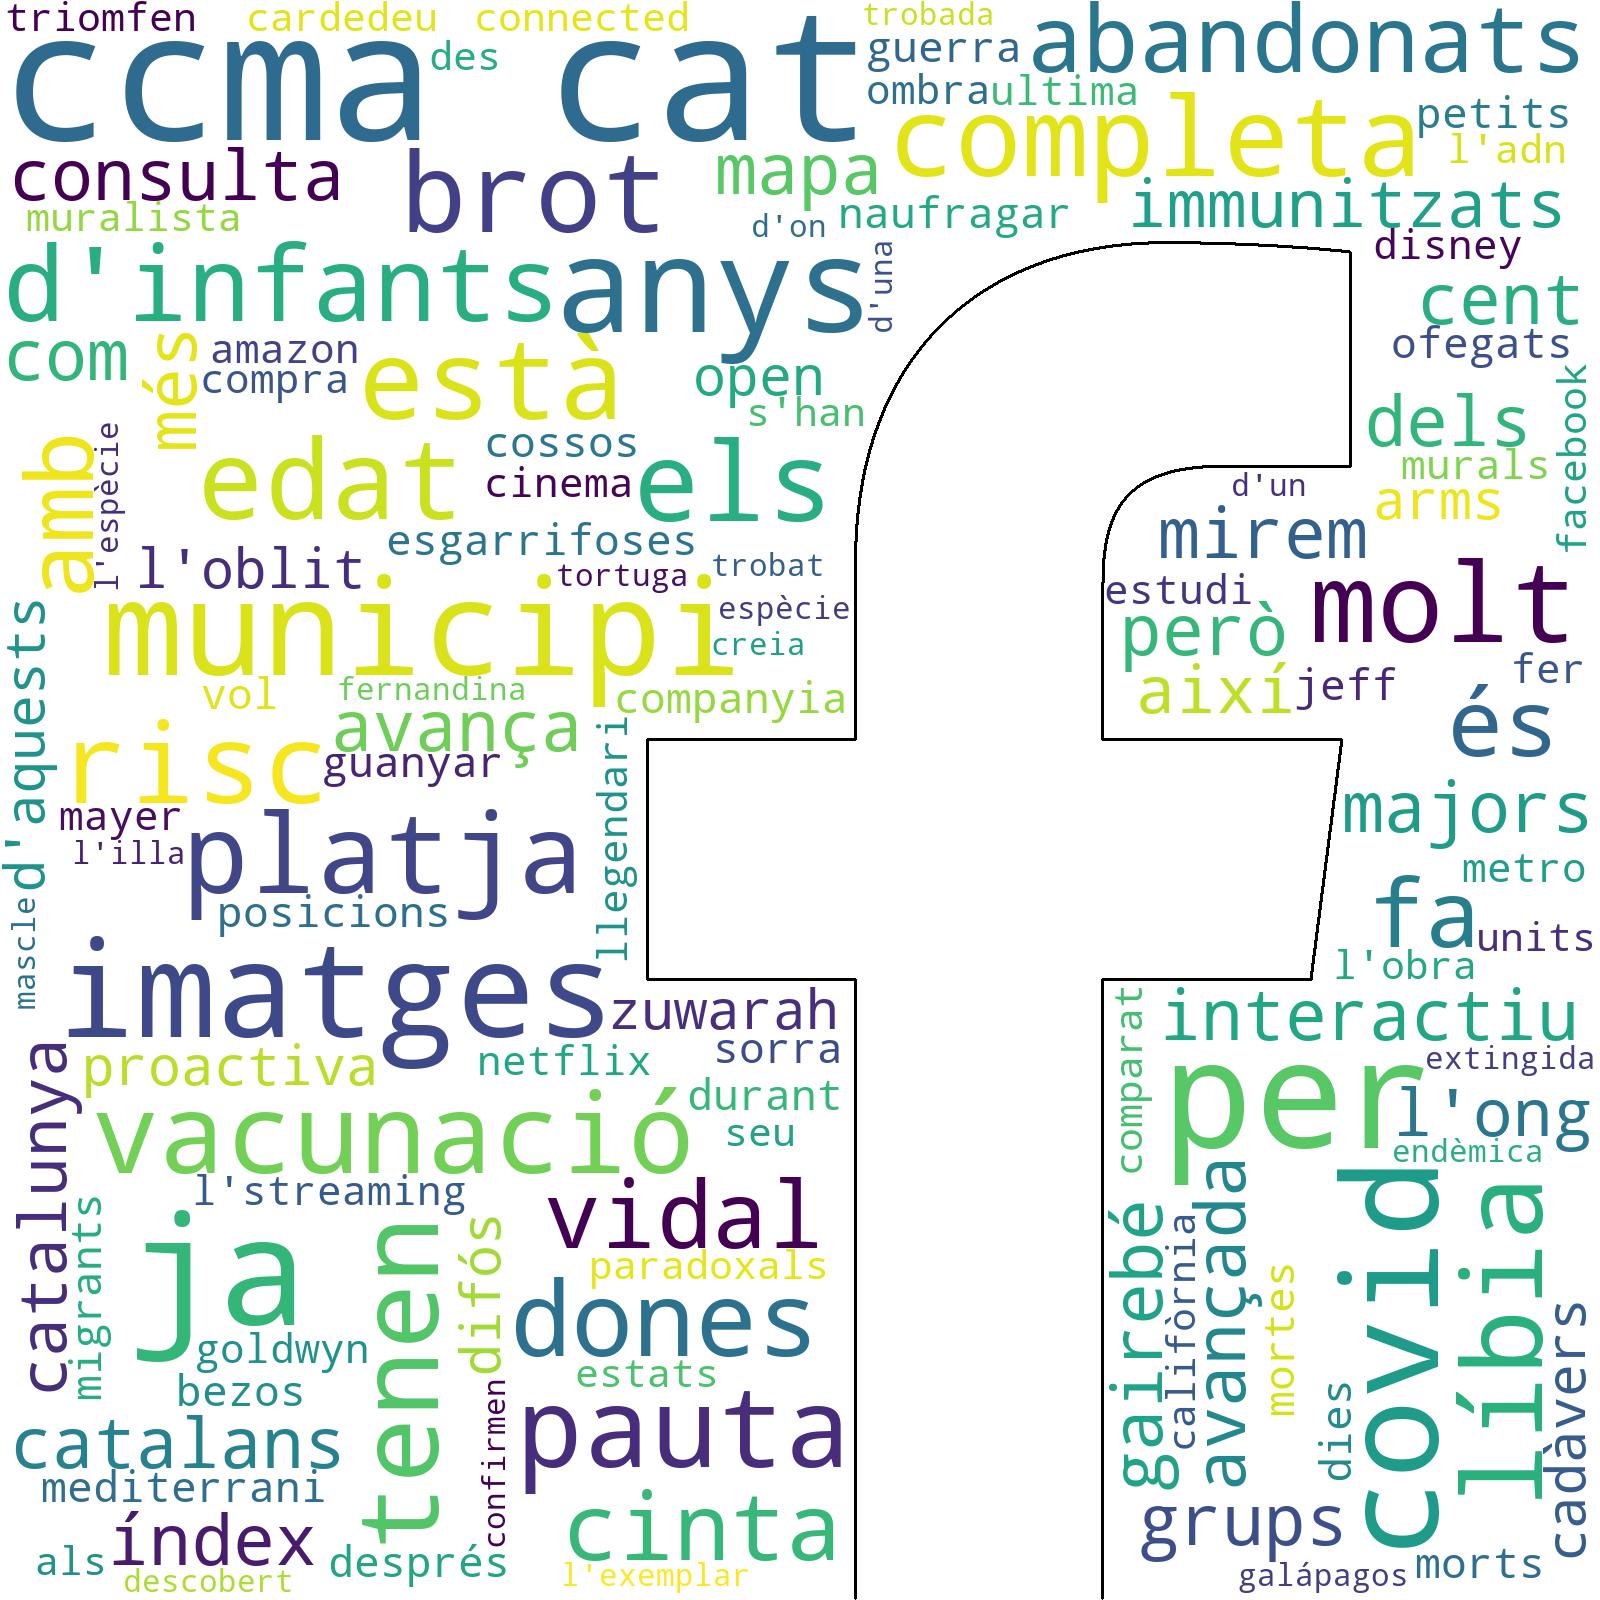 triomfen cardedeu connected trobada
ccma cat des guerra abandonats
ombra ultima
completa petits
l'adn
consulta brot mapa immunitzats
muralista d'on naufragar
d'infants anys d'una disney
cent
com més amazon està open ofegats
compra s'han facebook
amb l'espècie edat cossos els dels
cinema murals
d'un arms
l'oblit esgarrifoses mirem
tortuga trobat
municipi espècie estudi molt
creia però
d'aquests vol fernandina companyia així jeff fer
avança és
risc guanyar llegendari
mayer majors
l'illa platja metro
mascle posicions fa units
l'obra
imatges zuwarah comparat interactiu
sorra
catalunya proactiva netflix per extingida
vacunació durant l'ong
seu endèmica
l'streaming vidal gairebé avançada covid líbia
migrants ja tenen difós paradoxals califòrnia mortes
dones
goldwyn estats
bezos confirmen pauta dies cadàvers
catalans
mediterrani
índex cinta grups
als després morts
descobert l'exemplar galápagos